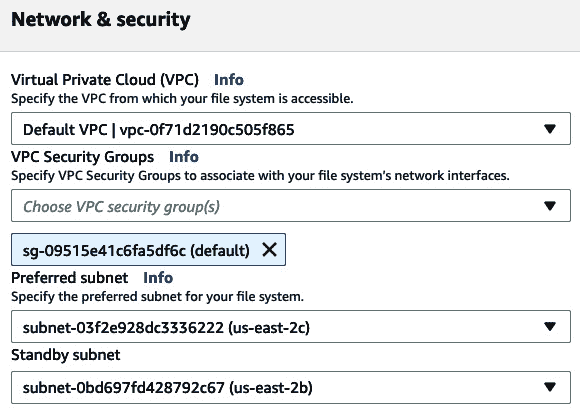 Network & security
Virtual Private Cloud (VPC) Info
Specify the VPC from which your file system is accessible.
Default VPC | vpc-0f71d2190c505f865
VPC Security Groups Info
Specify VPC Security Groups to associate with your file system's network interfaces.
Choose VPC security group(s)
sg-09515e41c6fa5df6c (default)
Preferred subnet Info
Specify the preferred subnet for your file system.
subnet-03f2e928dc3336222 (us-east-2c)
Standby subnet
subnet-0bd697fd428792c67 (us-east-2b)